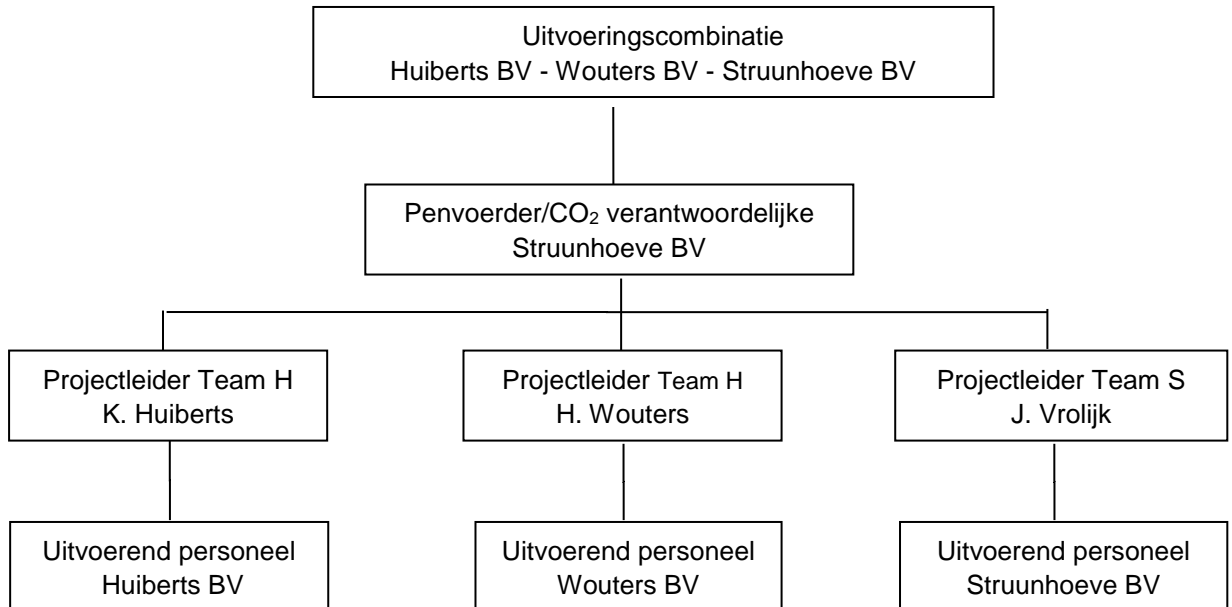 Uitvoeringscombinatie
Huiberts BV - Wouters BV - Struunhoeve BV
Penvoerder/CO₂ verantwoordelijke
Struunhoeve BV
Projectleider Team H
K. Huiberts
Projectleider Team H
H. Wouters
Projectleider Team S
J. Vrolijk
Uitvoerend personeel
Huiberts BV
Uitvoerend personeel
Wouters BV
Uitvoerend personeel
Struunhoeve BV